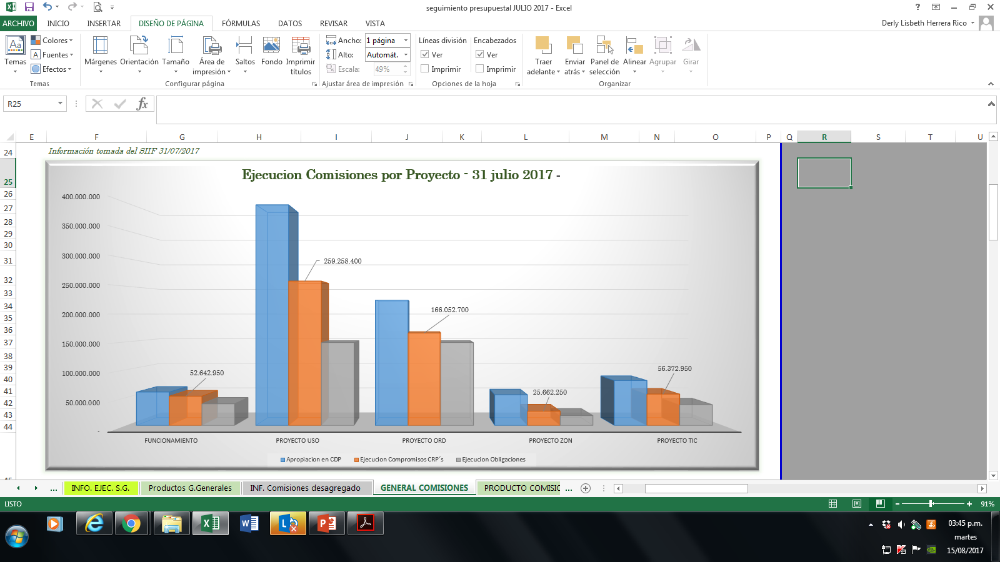 seguimiento presupuestal JULIO 2017 - Excel
ARCHIVO INICIO INSERTAR DISEÑO DE PÁGINA FÓRMULAS DATOS REVISAR VISTA
Derly Lisbeth Herrera Rico
Temas
Colores
Fuentes
Efectos
Temas
Márgenes
Orientación
Tamaño
Área de
impresión
Saltos
Fondo
Imprimir
títulos
Configurar página
Ancho: 1 página
Alto: Automát.
Escala: 49%
Ajustar área de impresión
Líneas división
Ver
Imprimir
Encabezados
Ver
Imprimir
Opciones de la hoja
Traer
adelante
Enviar
atrás
Panel de
selección
Alinear
Agrupar
Girar
Organizar
R25
fx
E F G H I J K L M N O P Q R S T U
24
25
26
27
28
29
30
31
32
33
34
35
36
37
38
39
40
41
42
43
44
Información tomada del SIIF 31/07/2017
Ejecucion Comisiones por Proyecto - 31 julio 2017 -
400.000.000
350.000.000
300.000.000
250.000.000
200.000.000
150.000.000
100.000.000
50.000.000
-
52.642.950
259.258.400
166.052.700
25.662.250
56.372.950
FUNCIONAMIENTO PROYECTO USO PROYECTO ORD PROYECTO ZON PROYECTO TIC
Apropiacion en CDP Ejecucion Compromisos CRP´s Ejecucion Obligaciones
... INFO. EJEC. S.G. Productos G.Generales INF. Comisiones desagregado GENERAL COMISIONES PRODUCTO COMISIC ...
LISTO
91%
03:45 p.m.
martes
15/08/2017